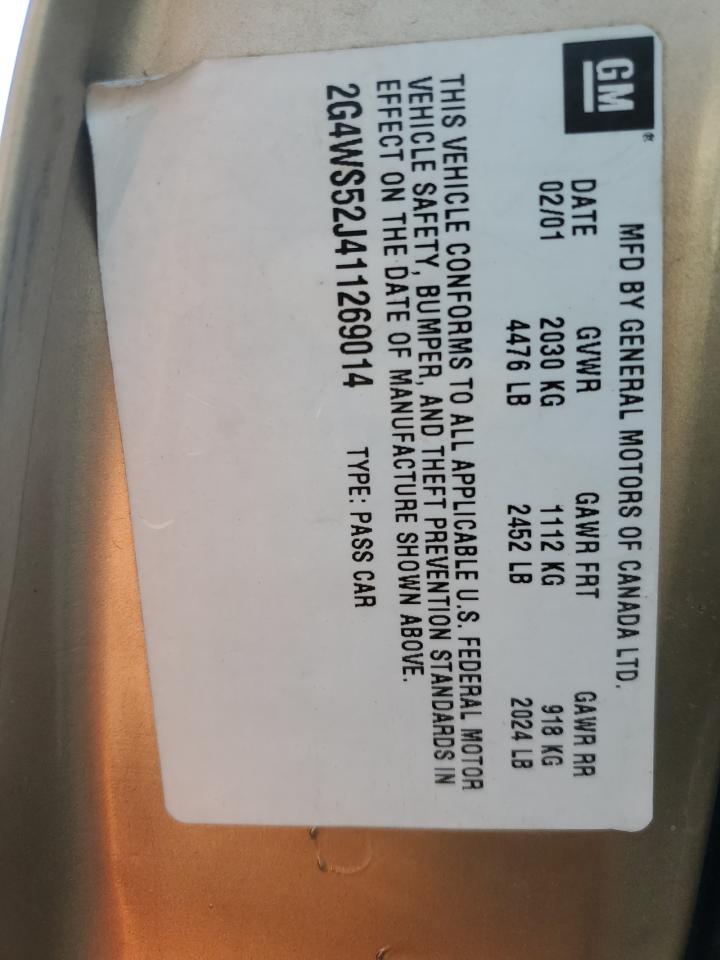 GM®
MFD BY GENERAL MOTORS OF CANADA LTD.
DATE GVWR GAWR FRT GAWR RR
02/01 2030 KG 1112 KG 918 KG
4476 LB 2452 LB 2024 LB
THIS VEHICLE CONFORMS TO ALL APPLICABLE U.S. FEDERAL MOTOR
VEHICLE SAFETY, BUMPER, AND THEFT PREVENTION STANDARDS IN
EFFECT ON THE DATE OF MANUFACTURE SHOWN ABOVE.
2G4WS52J411269014 TYPE: PASS CAR